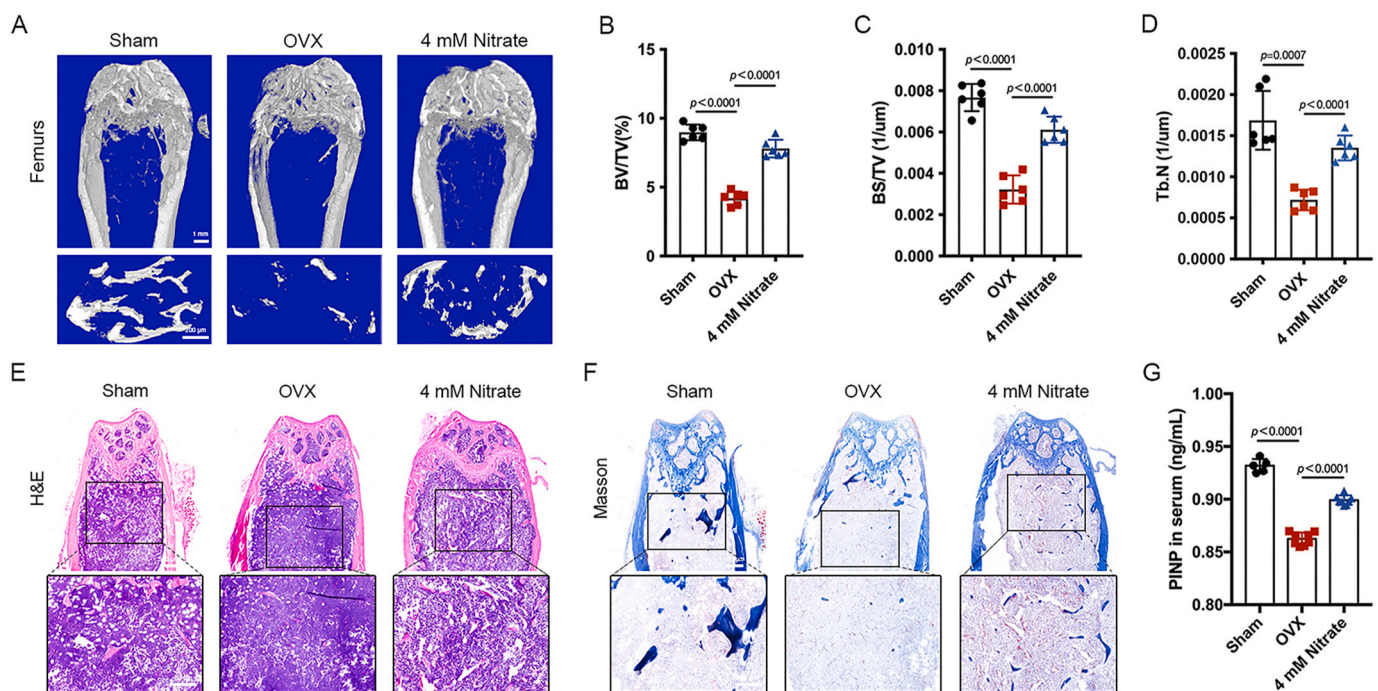 A
Sham
OVX
4 mM Nitrate
Femurs
1 mm
200 μm
B
BV/TV(%)
15
10
5
0
p<0.0001
p<0.0001
Sham
OVX
4 mM Nitrate
C
BS/TV (1/um)
0.010
0.008
0.006
0.004
0.002
0.000
p<0.0001
p<0.0001
Sham
OVX
4 mM Nitrate
D
Tb.N (1/um)
0.0025
0.0020
0.0015
0.0010
0.0005
0.0000
p=0.0007
p<0.0001
Sham
OVX
4 mM Nitrate
E
Sham
OVX
4 mM Nitrate
H&E
F
Sham
OVX
4 mM Nitrate
Masson
G
PINP in serum (ng/mL)
1.00
0.95
0.90
0.85
0.80
p<0.0001
p<0.0001
Sham
OVX
4 mM Nitrate